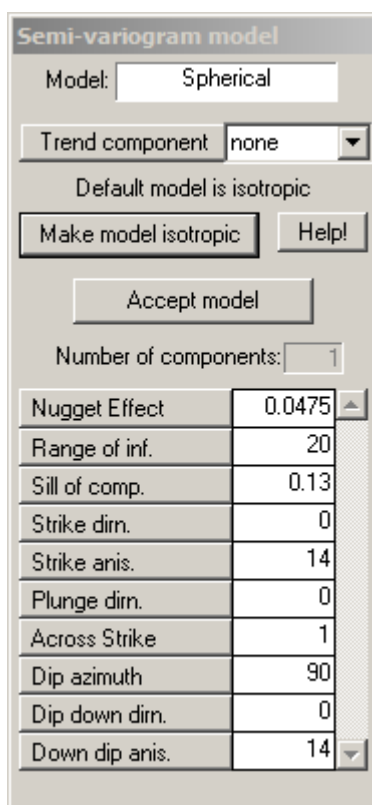 Semi-variogram model
Model: Spherical
Trend component none
Default model is isotropic
Make model isotropic Help!
Accept model
Number of components: 1
Nugget Effect 0.0475
Range of inf. 20
Sill of comp. 0.13
Strike dirn. 0
Strike anis. 14
Plunge dirn. 0
Across Strike 1
Dip azimuth 90
Dip down dirn. 0
Down dip anis. 14